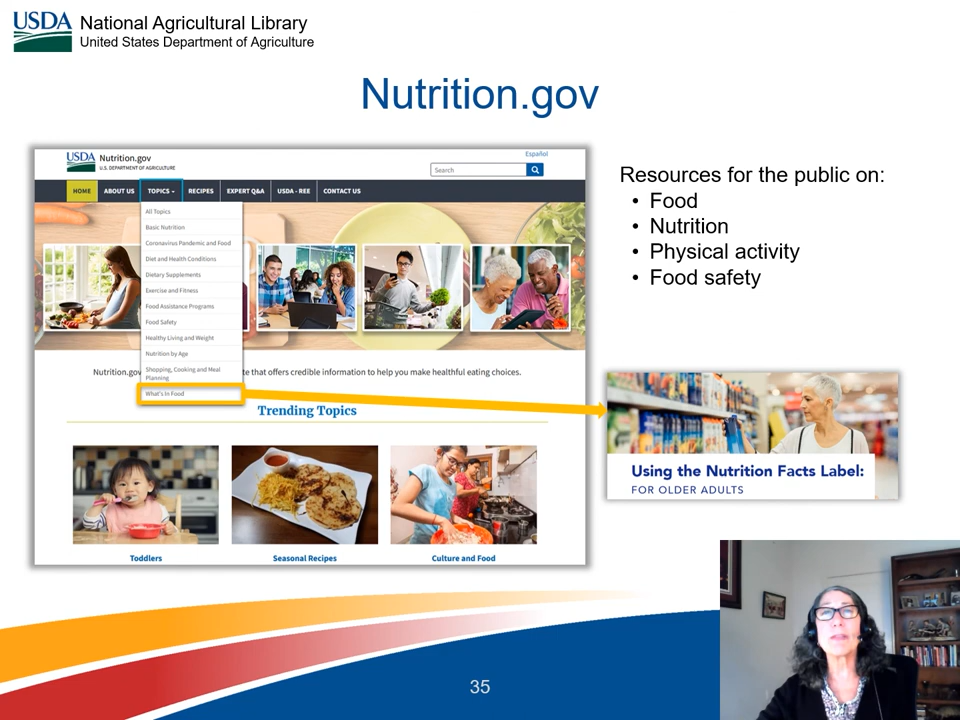 USDA National Agricultural Library
United States Department of Agriculture
Nutrition.gov
USDA Nutrition.gov
U.S. DEPARTMENT OF AGRICULTURE
Español
Search
HOME ABOUT US TOPICS RECIPES EXPERT Q&A USDA - REE CONTACT US
All Topics
Basic Nutrition
Coronavirus Pandemic and Food
Diet and Health Conditions
Dietary Supplements
Exercise and Fitness
Food Assistance Programs
Food Safety
Healthy Living and Weight
Nutrition by Age
Shopping, Cooking and Meal
Planning
What's In Food
Nutrition.gov te that offers credible information to help you make healthful eating choices.
Trending Topics
Toddlers
Seasonal Recipes
Culture and Food
Resources for the public on:
• Food
• Nutrition
• Physical activity
• Food safety
Using the Nutrition Facts Label:
FOR OLDER ADULTS
35